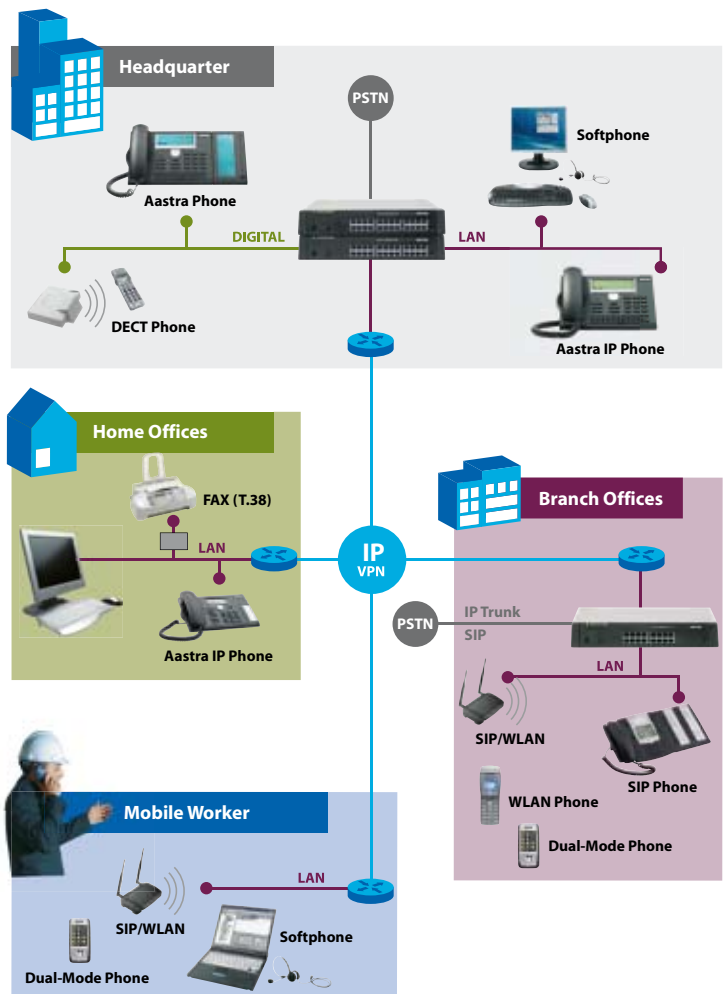 Headquarter
PSTN
Softphone
Aastra Phone
DIGITAL
LAN
DECT Phone
Aastra IP Phone
Home Offices
FAX (T.38)
LAN
Aastra IP Phone
IP
VPN
Branch Offices
PSTN
IP Trunk
SIP
LAN
SIP/WLAN
SIP Phone
WLAN Phone
Dual-Mode Phone
Mobile Worker
LAN
SIP/WLAN
Softphone
Dual-Mode Phone